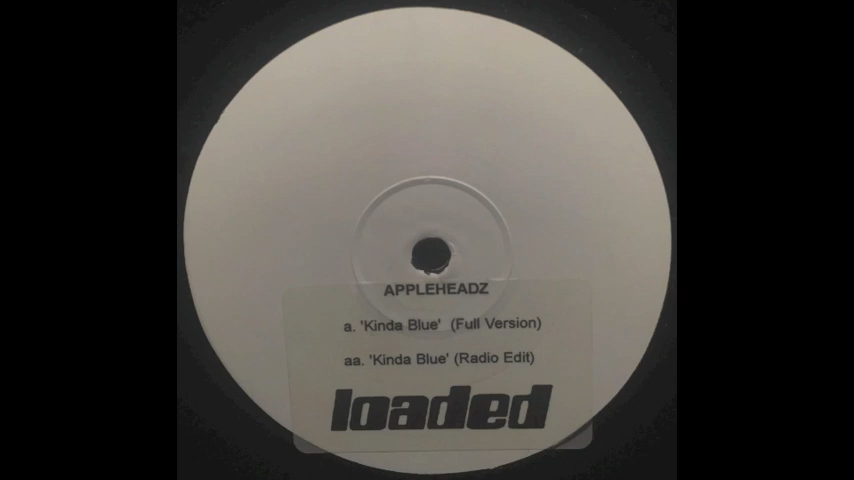 APPLEHEADZ
a. 'Kinda Blue' (Full Version)
aa. 'Kinda Blue' (Radio Edit)
loaded